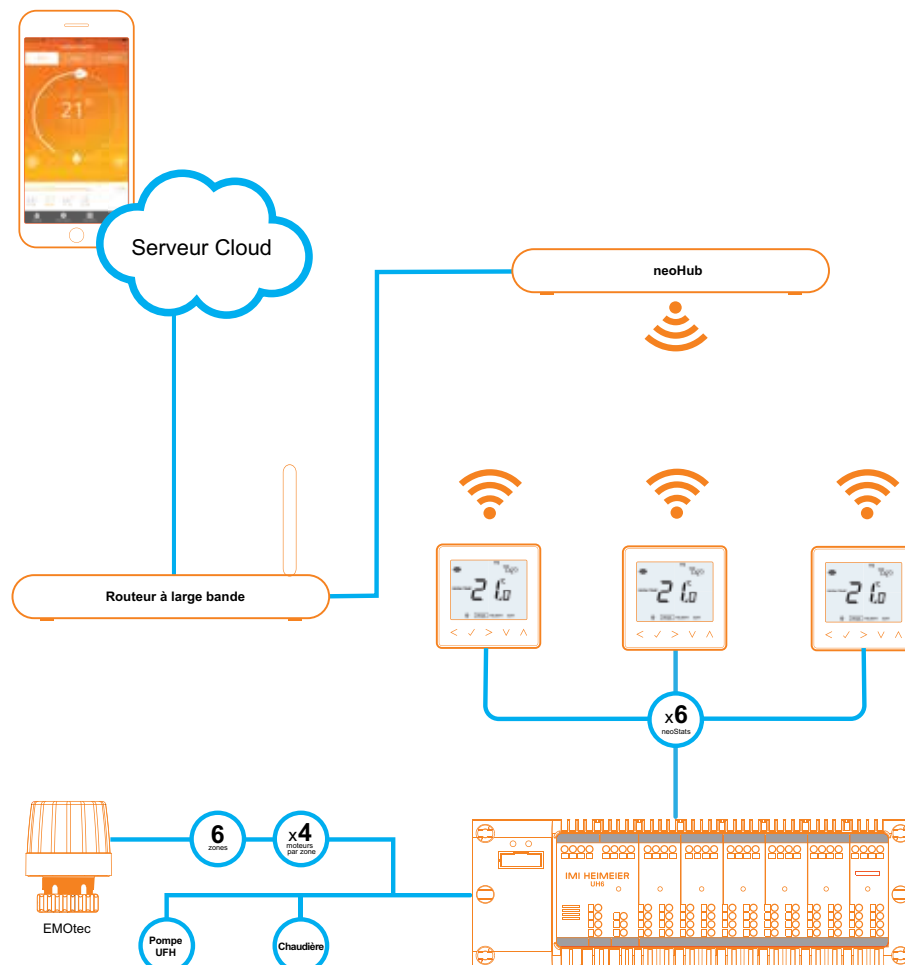 21°
Serveur Cloud
neoHub
Routeur à large bande
21.0
°C
21.0
°C
21.0
°C
< ✓ > ∨ ∧
< ✓ > ∨ ∧
< ✓ > ∨ ∧
x6
neoStats
6
zones
x4
moteurs
par zone
IMI HEIMEIER
UH6
EMOtec
Pompe
UFH
Chaudière